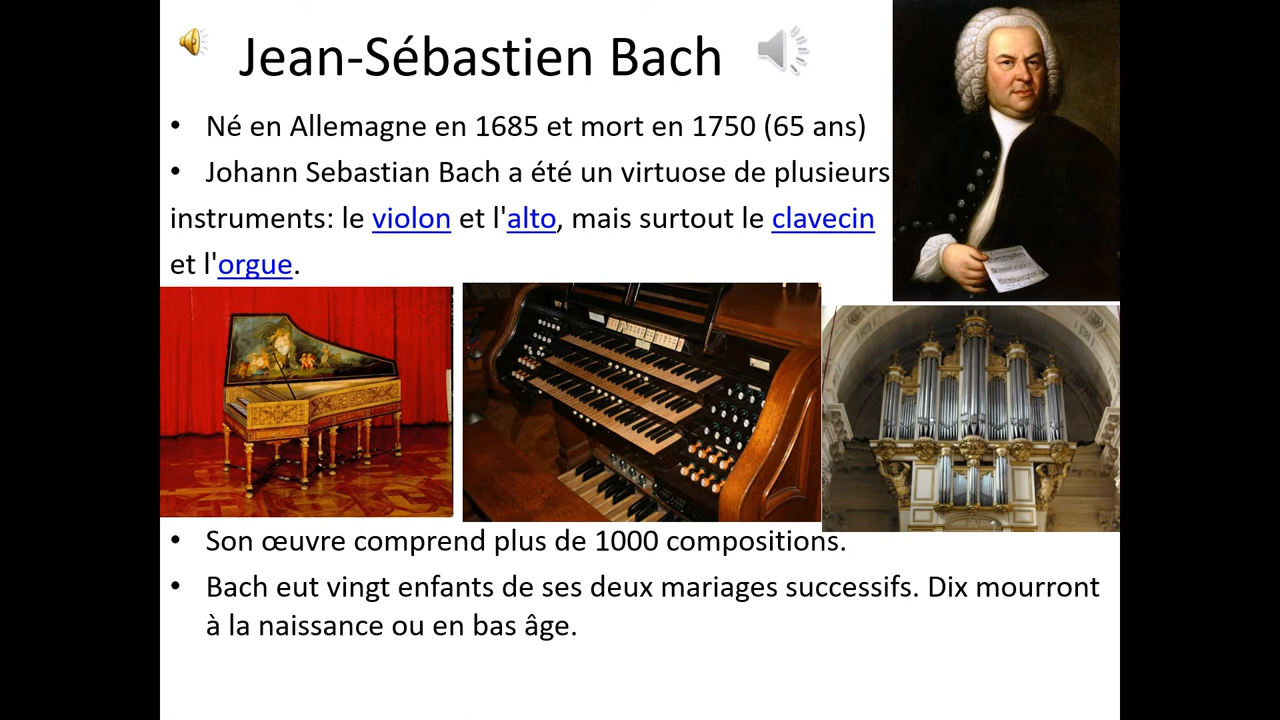 Jean-Sébastien Bach
• Né en Allemagne en 1685 et mort en 1750 (65 ans)
• Johann Sebastian Bach a été un virtuose de plusieurs
instruments: le violon et l'alto, mais surtout le clavecin
et l'orgue.
• Son œuvre comprend plus de 1000 compositions.
• Bach eut vingt enfants de ses deux mariages successifs. Dix mourront
à la naissance ou en bas âge.